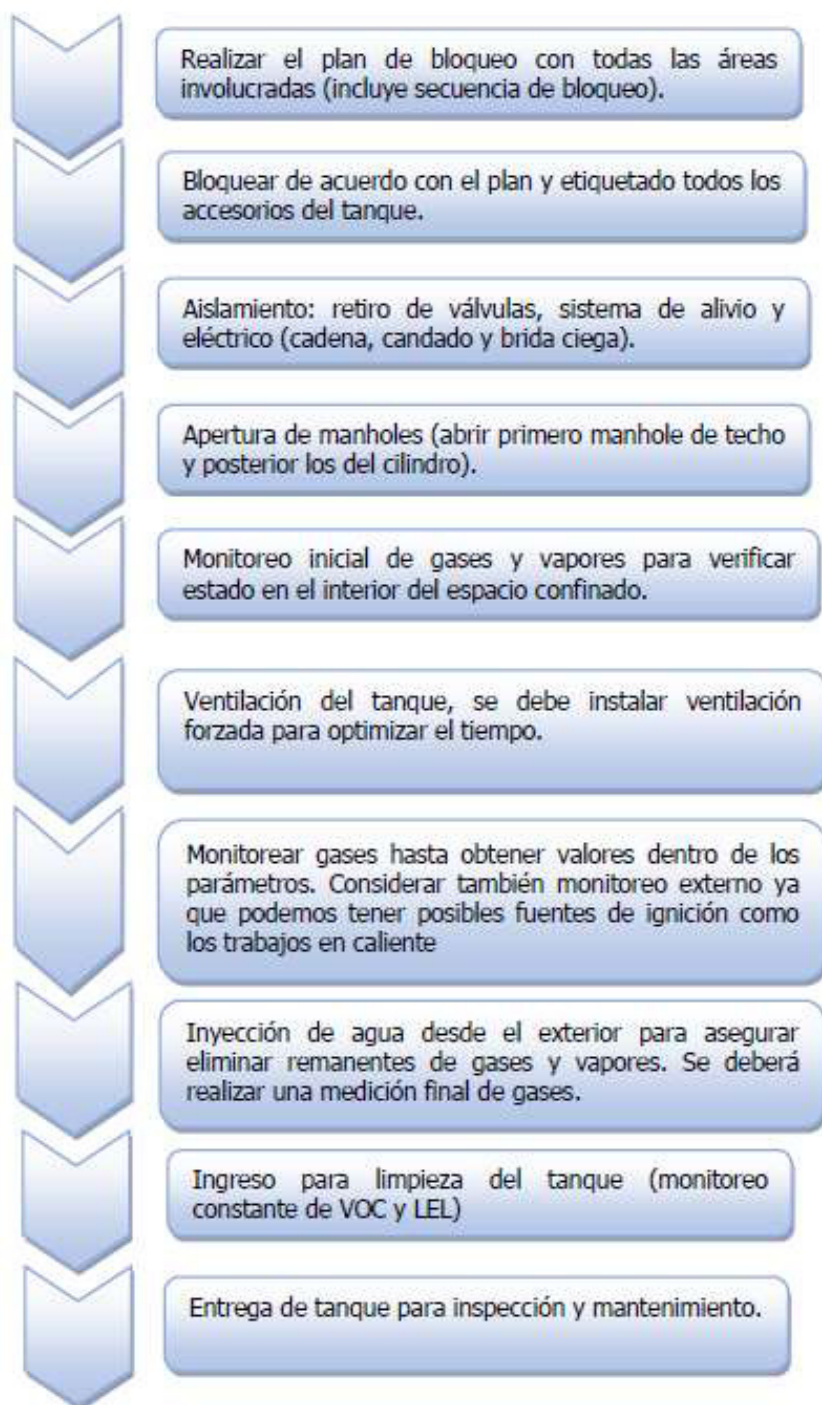 Realizar el plan de bloqueo con todas las áreas
involucradas (incluye secuencia de bloqueo).
Bloquear de acuerdo con el plan y etiquetado todos los
accesorios del tanque.
Aislamiento: retiro de válvulas, sistema de alivio y
eléctrico (cadena, candado y brida ciega).
Apertura de manholes (abrir primero manhole de techo
y posterior los del cilindro).
Monitoreo inicial de gases y vapores para verificar
estado en el interior del espacio confinado.
Ventilación del tanque, se debe instalar ventilación
forzada para optimizar el tiempo.
Monitorear gases hasta obtener valores dentro de los
parámetros. Considerar también monitoreo externo ya
que podemos tener posibles fuentes de ignición como
los trabajos en caliente
Inyección de agua desde el exterior para asegurar
eliminar remanentes de gases y vapores. Se deberá
realizar una medición final de gases.
Ingreso para limpieza del tanque (monitoreo
constante de VOC y LEL)
Entrega de tanque para inspección y mantenimiento.